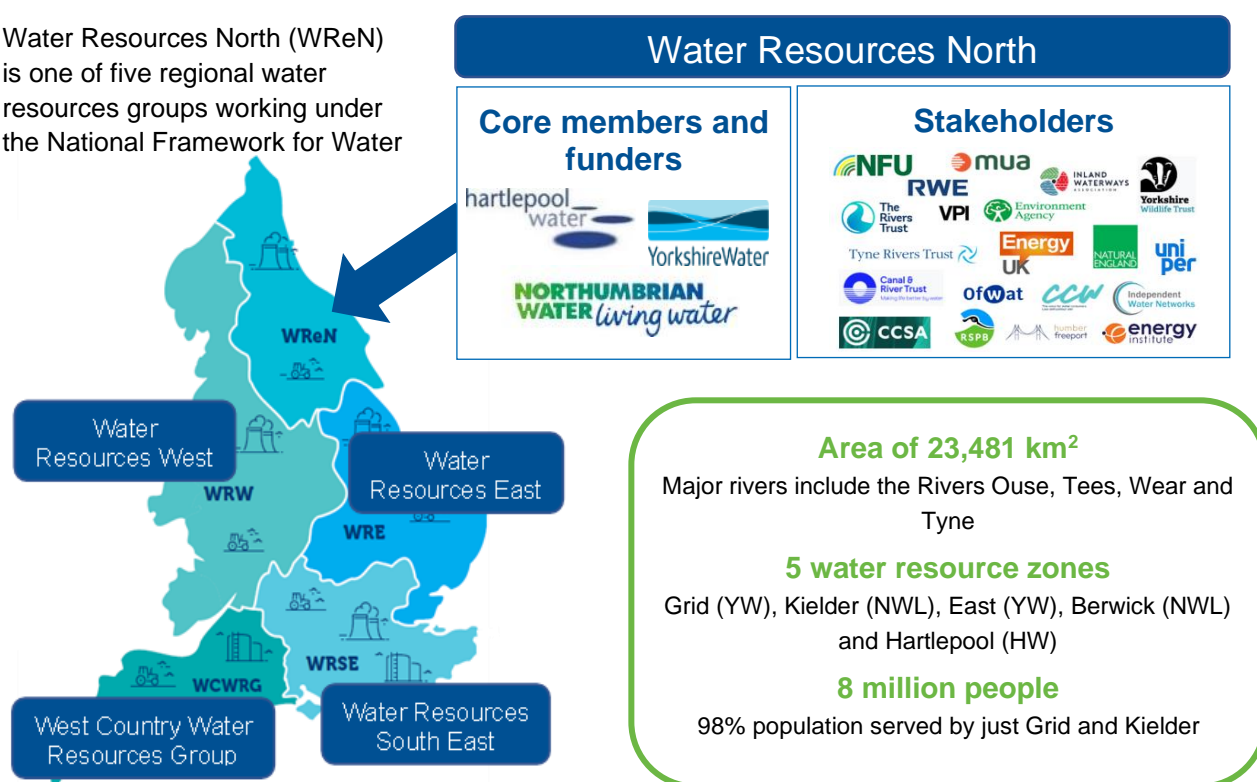 Water Resources North (WReN)
is one of five regional water
resources groups working under
the National Framework for Water
Water Resources North
Core members and
funders
hartlepool
water
YorkshireWater
NORTHUMBRIAN
WATER living water
Stakeholders
NFU
mua
RWE
INLAND
WATERWAYS
ASSOCIATION
Yorkshire
Wildlife Trust
The
Rivers
Trust
VPI
Environment
Agency
Tyne Rivers Trust
Energy
UK
NATURAL
ENGLAND
uni
per
Canal &
River Trust
Making life better by water
Ofwat
CCW
Independent
Water Networks
CCSA
RSPB
humber
freeport
energy
institute
WReN
Water
Resources West
WRW
Water
Resources East
WRE
WRSE
WCWRG
West Country Water
Resources Group
Water Resources
South East
Area of 23,481 km²
Major rivers include the Rivers Ouse, Tees, Wear and
Tyne
5 water resource zones
Grid (YW), Kielder (NWL), East (YW), Berwick (NWL)
and Hartlepool (HW)
8 million people
98% population served by just Grid and Kielder